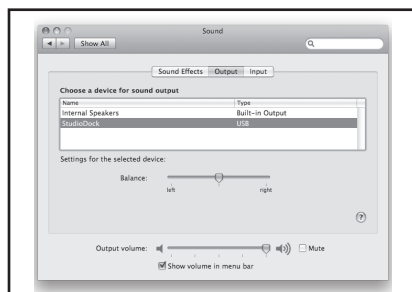 Sound
Show All
Sound Effects Output Input
Choose a device for sound output
Name Type
Internal Speakers Built-in Output
StudioDock USB
Settings for the selected device:
Balance:
left right
?
Output volume: Mute
Show volume in menu bar